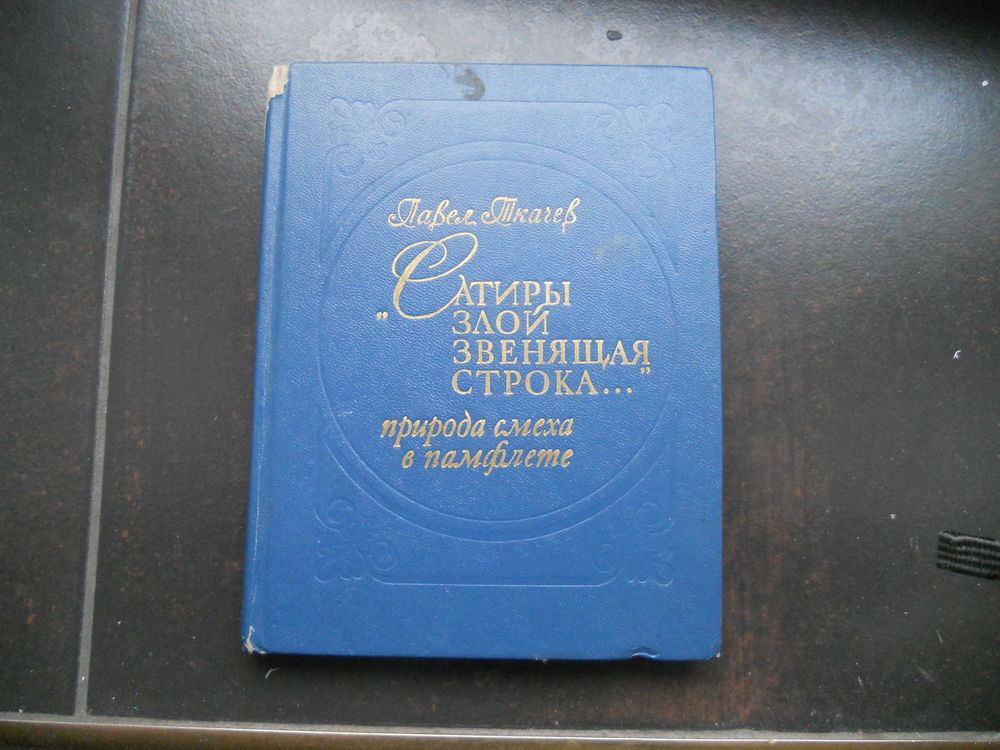 Павел Ткачев
"Сатиры
злой
звенящая
строка..."
природа смеха
в памфлете